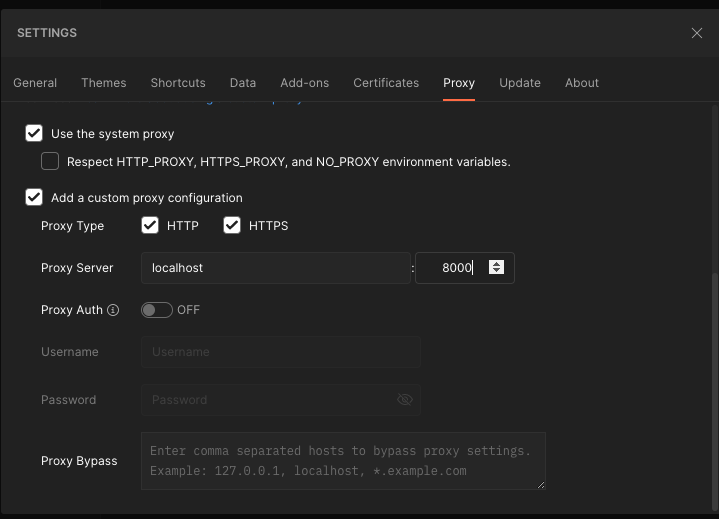 SETTINGS
General Themes Shortcuts Data Add-ons Certificates Proxy Update About
Use the system proxy
Respect HTTP_PROXY, HTTPS_PROXY, and NO_PROXY environment variables.
Add a custom proxy configuration
Proxy Type HTTP HTTPS
Proxy Server localhost : 8000
Proxy Auth OFF
Username Username
Password Password
Proxy Bypass
Enter comma separated hosts to bypass proxy settings.
Example: 127.0.0.1, localhost, *.example.com